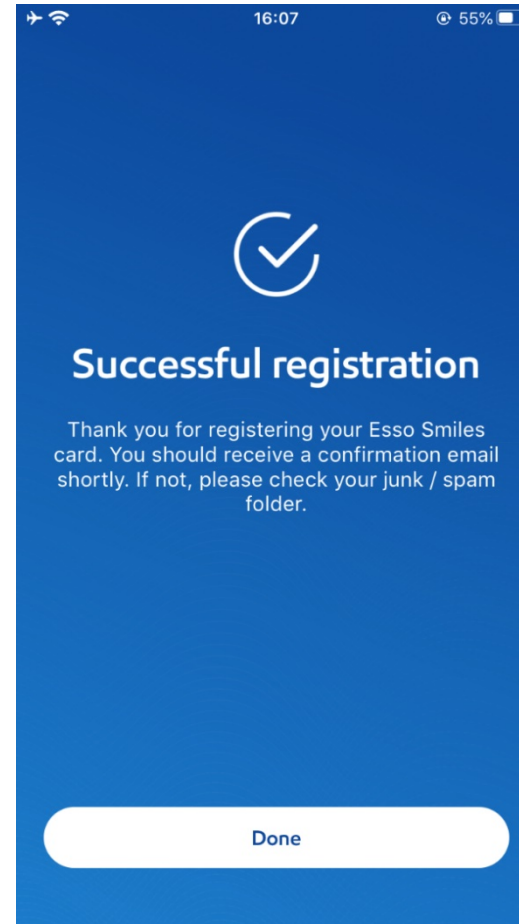 16:07
55%
Successful registration
Thank you for registering your Esso Smiles
card. You should receive a confirmation email
shortly. If not, please check your junk / spam
folder.
Done